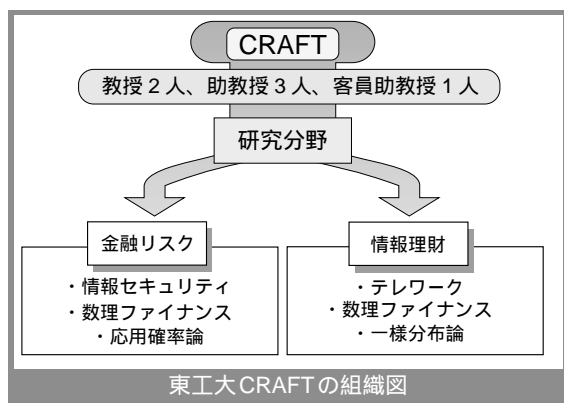 CRAFT
教授2人、助教授3人、客員助教授1人
研究分野
金融リスク
・情報セキュリティ
・数理ファイナンス
・応用確率論
情報理財
・テレワーク
・数理ファイナンス
・一様分布論
東工大CRAFTの組織図